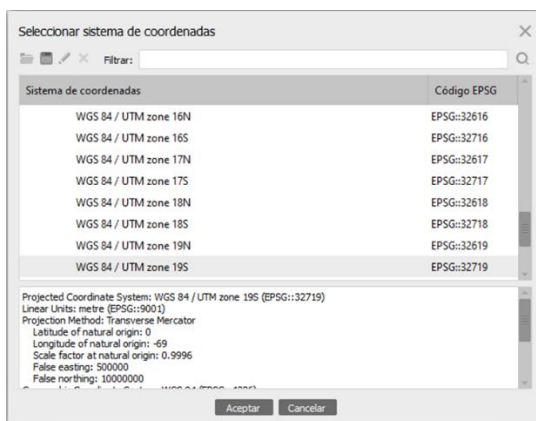 Seleccionar sistema de coordenadas
Filtrar:
Sistema de coordenadas Código EPSG
WGS 84 / UTM zone 16N EPSG::32616
WGS 84 / UTM zone 16S EPSG::32716
WGS 84 / UTM zone 17N EPSG::32617
WGS 84 / UTM zone 17S EPSG::32717
WGS 84 / UTM zone 18N EPSG::32618
WGS 84 / UTM zone 18S EPSG::32718
WGS 84 / UTM zone 19N EPSG::32619
WGS 84 / UTM zone 19S EPSG::32719
Projected Coordinate System: WGS 84 / UTM zone 19S (EPSG::32719)
Linear Units: metre (EPSG::9001)
Projection Method: Transverse Mercator
Latitude of natural origin: 0
Longitude of natural origin: -69
Scale factor at natural origin: 0.9996
False easting: 500000
False northing: 10000000
Aceptar Cancelar